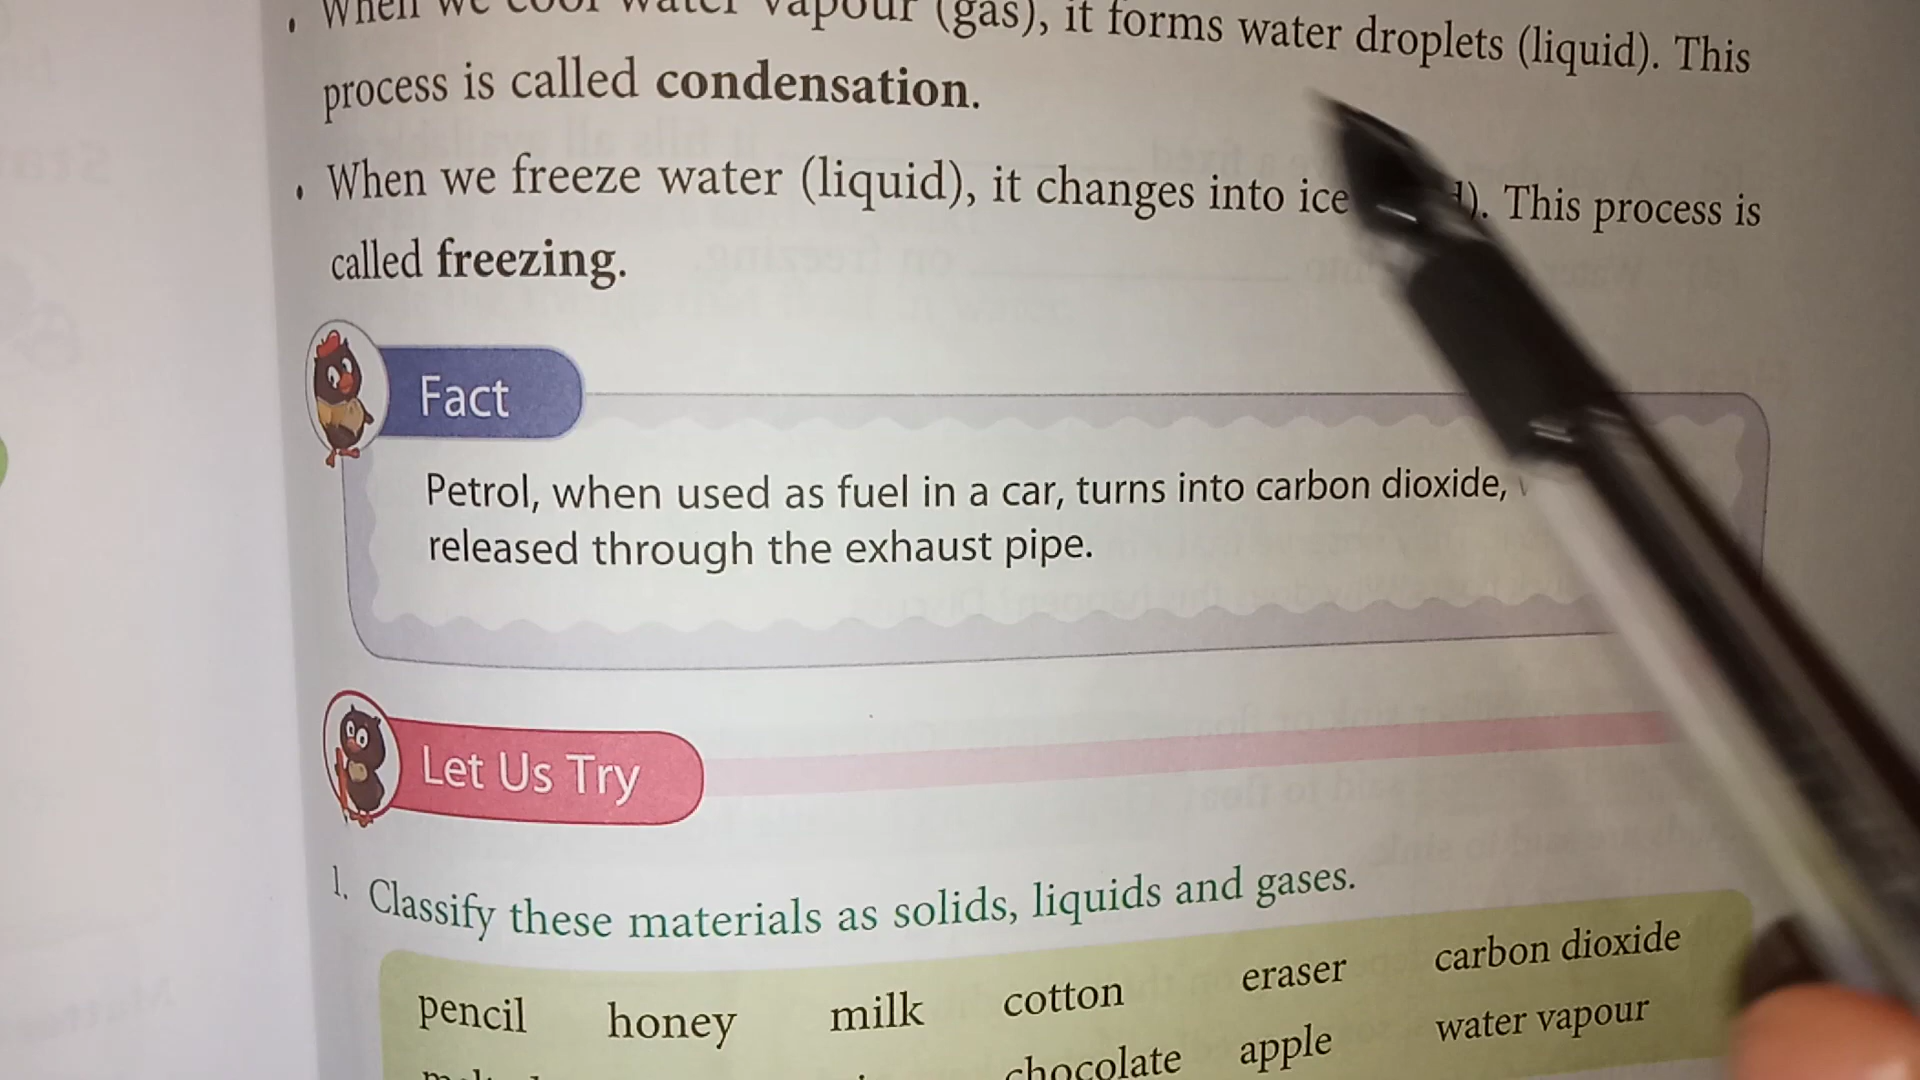 When we cool water vapour (gas), it forms water droplets (liquid). This
process is called condensation.
When we freeze water (liquid), it changes into ice This process is
called freezing.
Fact
Petrol, when used as fuel in a car, turns into carbon dioxide,
released through the exhaust pipe.
Let Us Try
1. Classify these materials as solids, liquids and gases.
pencil honey milk cotton eraser carbon dioxide
chocolate apple water vapour